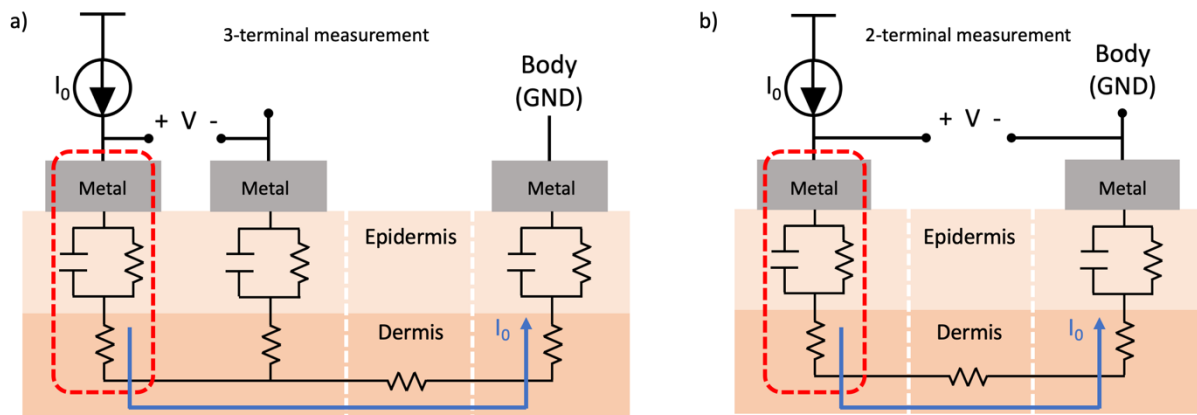 a)
3-terminal measurement
I₀
+ V -
Body
(GND)
Metal
Metal
Metal
Epidermis
Dermis
I₀
b)
2-terminal measurement
I₀
+ V -
Body
(GND)
Metal
Metal
Epidermis
Dermis
I₀